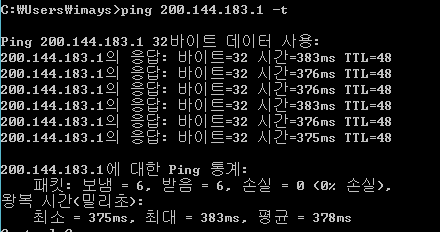 C:₩Users₩imays>ping 200.144.183.1 -t
Ping 200.144.183.1 32바이트 데이터 사용:
200.144.183.1의 응답: 바이트=32 시간=383ms TTL=48
200.144.183.1의 응답: 바이트=32 시간=376ms TTL=48
200.144.183.1의 응답: 바이트=32 시간=376ms TTL=48
200.144.183.1의 응답: 바이트=32 시간=383ms TTL=48
200.144.183.1의 응답: 바이트=32 시간=376ms TTL=48
200.144.183.1의 응답: 바이트=32 시간=375ms TTL=48
200.144.183.1에 대한 Ping 통계:
패킷: 보냄 = 6, 받음 = 6, 손실 = 0 (0% 손실),
왕복 시간(밀리초):
최소 = 375ms, 최대 = 383ms, 평균 = 378ms